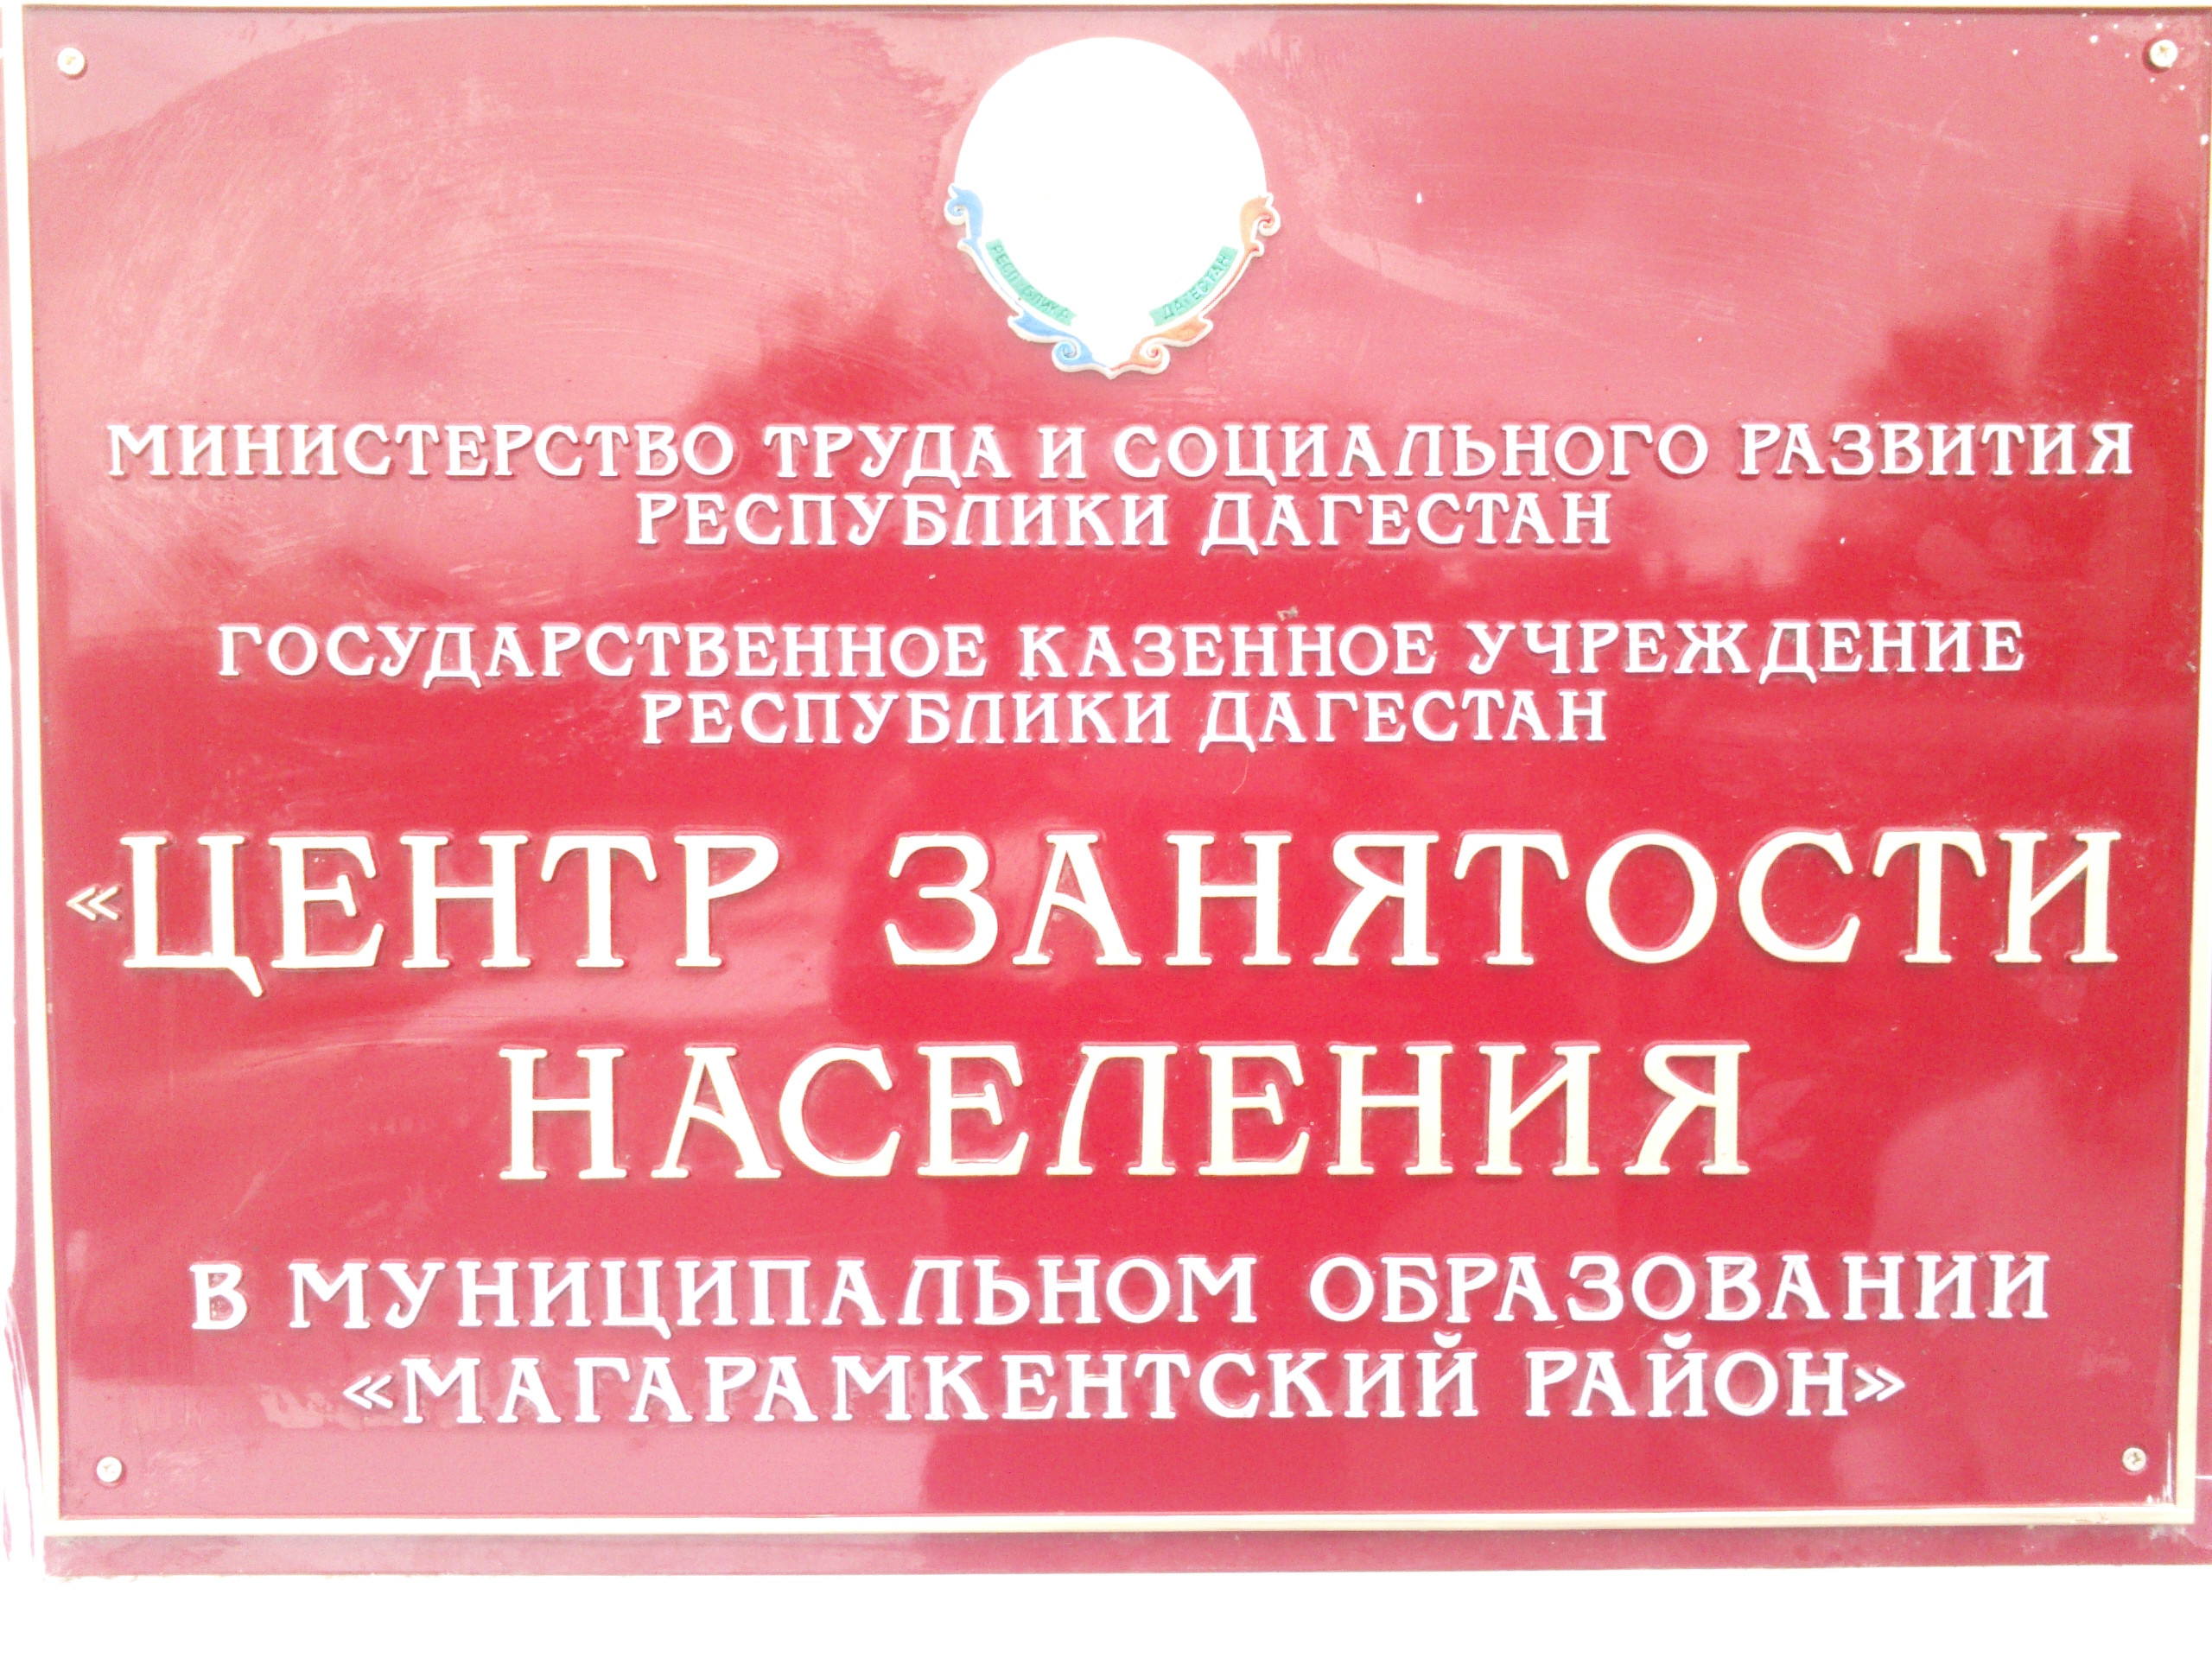 РЕСПУБЛИКА ДАГЕСТАН
МИНИСТЕРСТВО ТРУДА И СОЦИАЛЬНОГО РАЗВИТИЯ
РЕСПУБЛИКИ ДАГЕСТАН
ГОСУДАРСТВЕННОЕ КАЗЕННОЕ УЧРЕЖДЕНИЕ
РЕСПУБЛИКИ ДАГЕСТАН
«ЦЕНТР ЗАНЯТОСТИ
НАСЕЛЕНИЯ
В МУНИЦИПАЛЬНОМ ОБРАЗОВАНИИ
«МАГАРАМКЕНТСКИЙ РАЙОН»